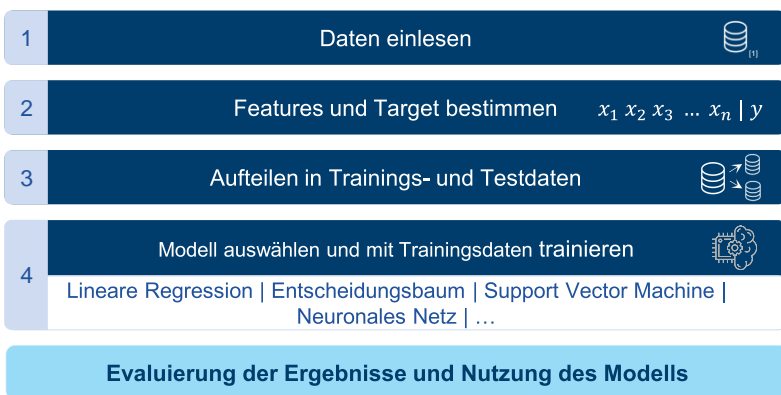 1 Daten einlesen [1]
2 Features und Target bestimmen x₁ x₂ x₃ … xₙ | y
3 Aufteilen in Trainings- und Testdaten
4 Modell auswählen und mit Trainingsdaten trainieren
Lineare Regression | Entscheidungsbaum | Support Vector Machine |
Neuronales Netz | …
Evaluierung der Ergebnisse und Nutzung des Modells